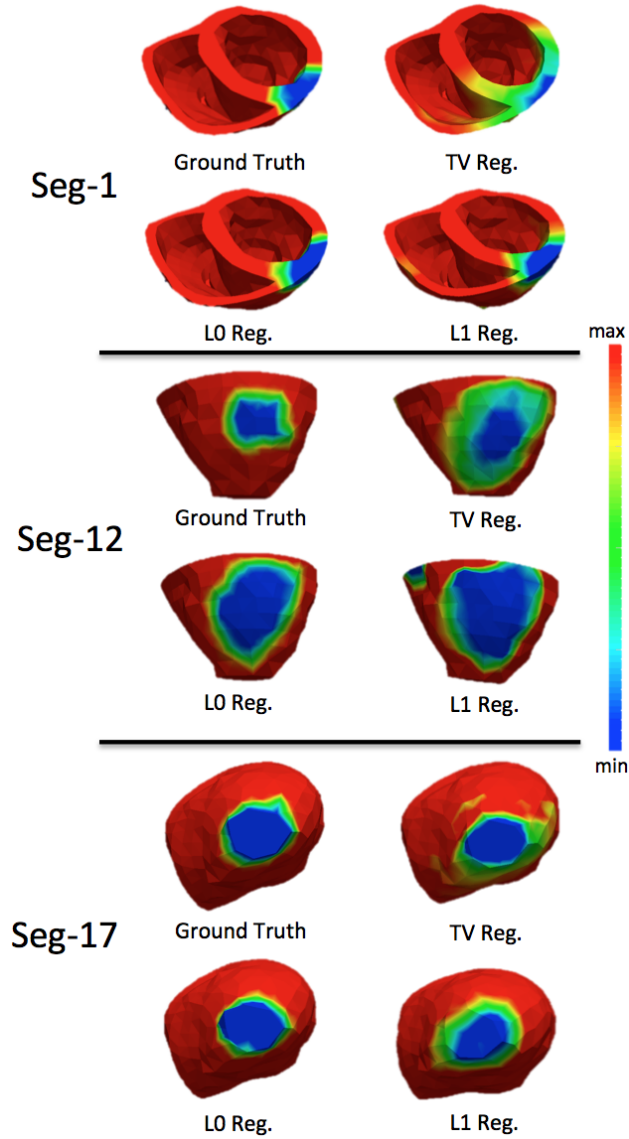 Ground Truth
TV Reg.
Seg-1
L0 Reg.
L1 Reg.
max
Ground Truth
TV Reg.
Seg-12
L0 Reg.
L1 Reg.
min
Ground Truth
TV Reg.
Seg-17
L0 Reg.
L1 Reg.